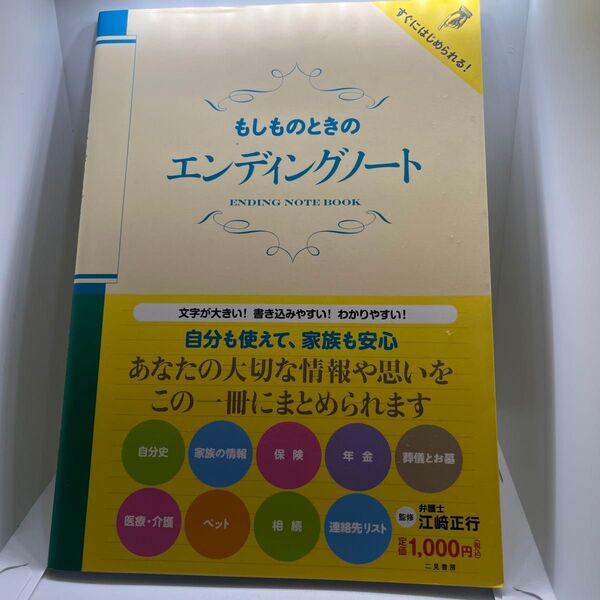 すぐにはじめられる!
もしものときの
エンディングノート
ENDING NOTE BOOK
文字が大きい! 書き込みやすい! わかりやすい!
自分も使えて、家族も安心
あなたの大切な情報や思いを
この一冊にまとめられます
自分史
家族の情報
保険
年金
葬儀とお墓
医療・介護
ペット
相続
連絡先リスト
監修 弁護士 江﨑正行
定価1,000円(税込)
二見書房